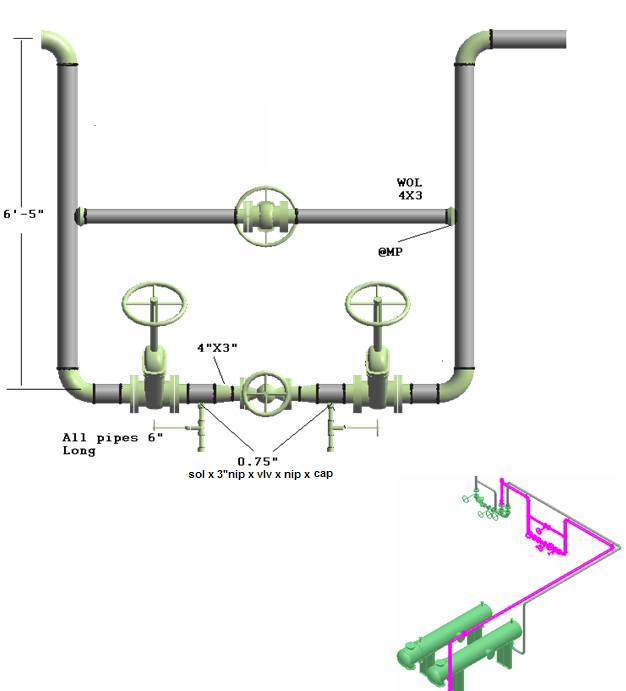 WOL
4X3
6'-5"
@MP
4"X3"
All pipes 6"
Long
0.75"
sol x 3"nip x vlv x nip x cap